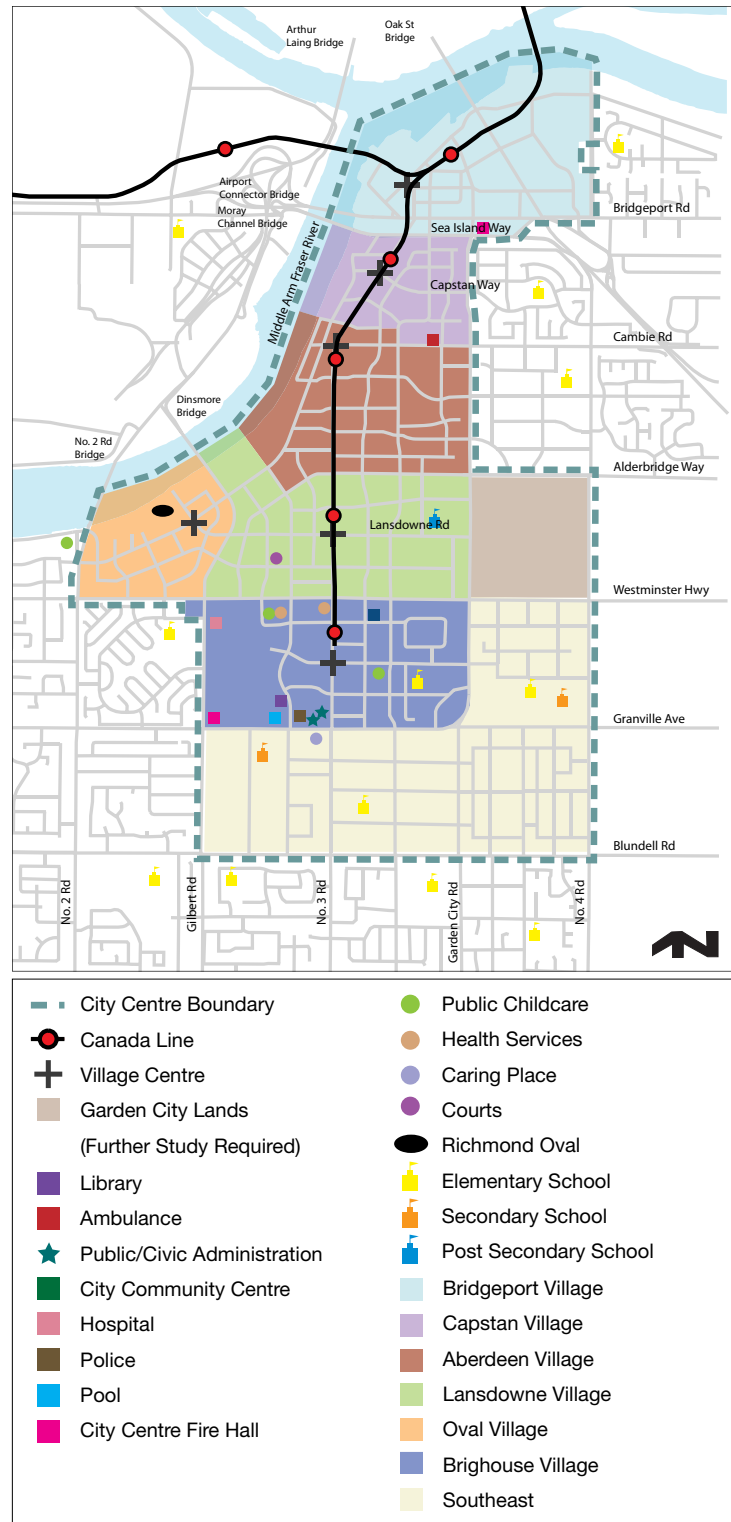 Arthur
Laing Bridge
Oak St
Bridge
Airport
Connector Bridge
Moray
Channel Bridge
Bridgeport Rd
Sea Island Way
Middle Arm Fraser River
Capstan Way
Cambie Rd
Dinsmore
Bridge
No. 2 Rd
Bridge
Alderbridge Way
Lansdowne Rd
Westminster Hwy
Granville Ave
Blundell Rd
No. 2 Rd
Gilbert Rd
No. 3 Rd
Garden City Rd
No. 4 Rd
N
City Centre Boundary
Canada Line
Village Centre
Garden City Lands
(Further Study Required)
Library
Ambulance
Public/Civic Administration
City Community Centre
Hospital
Police
Pool
City Centre Fire Hall
Public Childcare
Health Services
Caring Place
Courts
Richmond Oval
Elementary School
Secondary School
Post Secondary School
Bridgeport Village
Capstan Village
Aberdeen Village
Lansdowne Village
Oval Village
Brighouse Village
Southeast